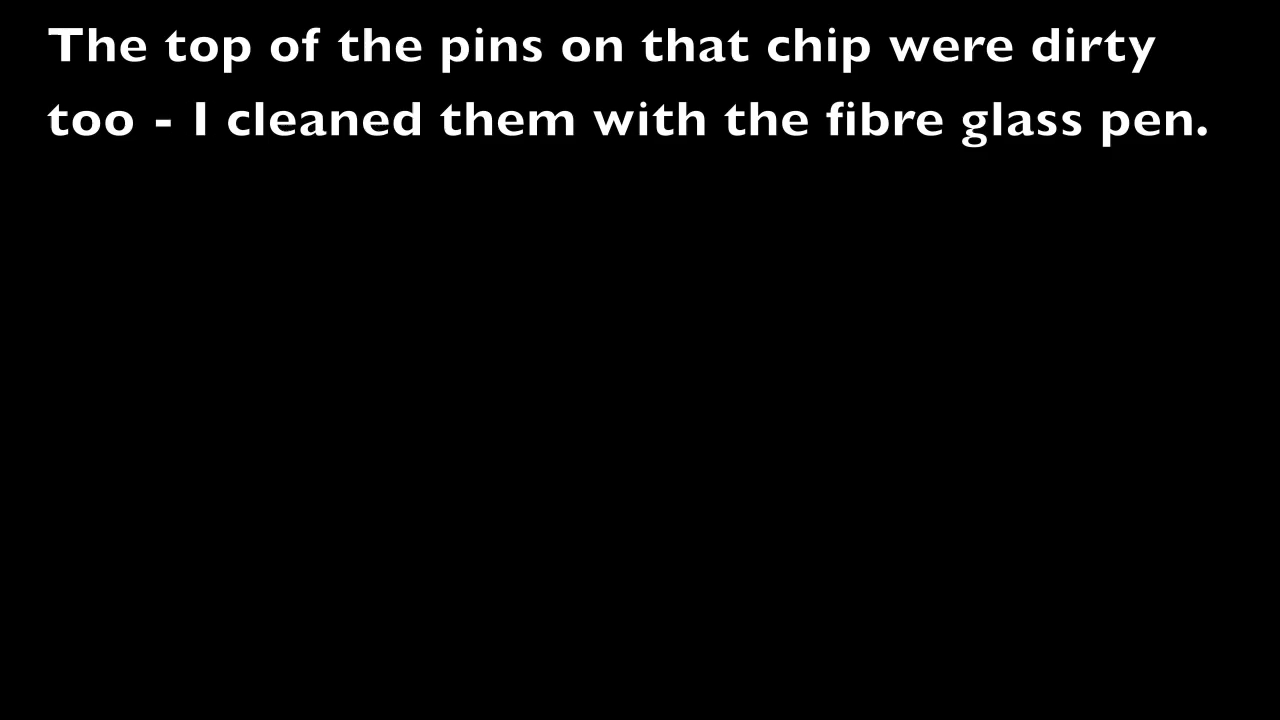 The top of the pins on that chip were dirty
too - I cleaned them with the fibre glass pen.